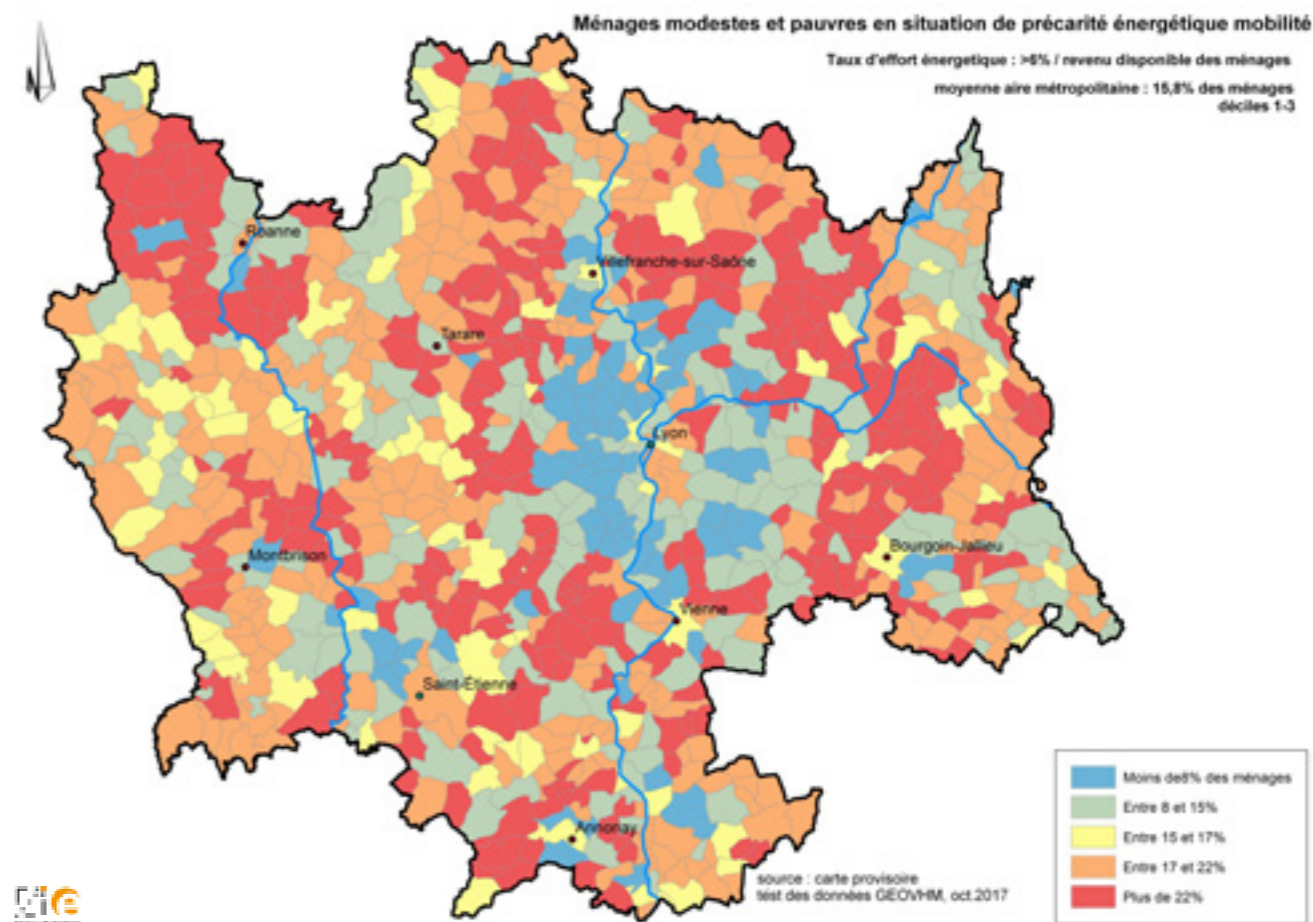 Ménages modestes et pauvres en situation de précarité énergétique mobilité
Taux d'effort énergetique : >6% / revenu disponible des ménages
moyenne aire métropolitaine : 15,8% des ménages
déciles 1-3
N
Roanne
Villefranche-sur-Saône
Tarare
Lyon
Montbrison
Bourgoin-Jallieu
Vienne
Saint-Étienne
Annonay
Moins de8% des ménages
Entre 8 et 15%
Entre 15 et 17%
Entre 17 et 22%
Plus de 22%
source : carte provisoire
test des données GEOVHM, oct.2017